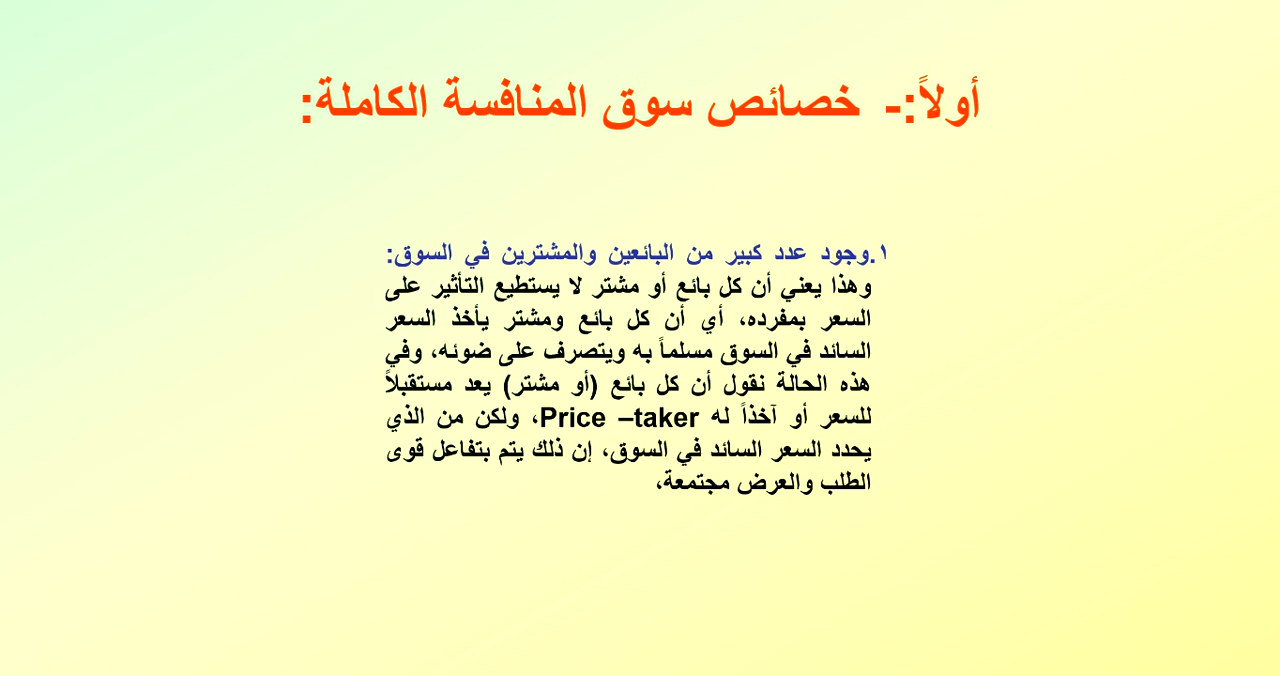 أولاً:- خصائص سوق المنافسة الكاملة:
١.وجود عدد كبير من البائعين والمشترين في السوق:
وهذا يعني أن كل بائع أو مشتر لا يستطيع التأثير على
السعر بمفرده، أي أن كل بائع ومشتر يأخذ السعر
السائد في السوق مسلماً به ويتصرف على ضوئه، وفي
هذه الحالة نقول أن كل بائع (أو مشتر) يعد مستقبلاً
للسعر أو آخذاً له Price –taker، ولكن من الذي
يحدد السعر السائد في السوق، إن ذلك يتم بتفاعل قوى
الطلب والعرض مجتمعة،